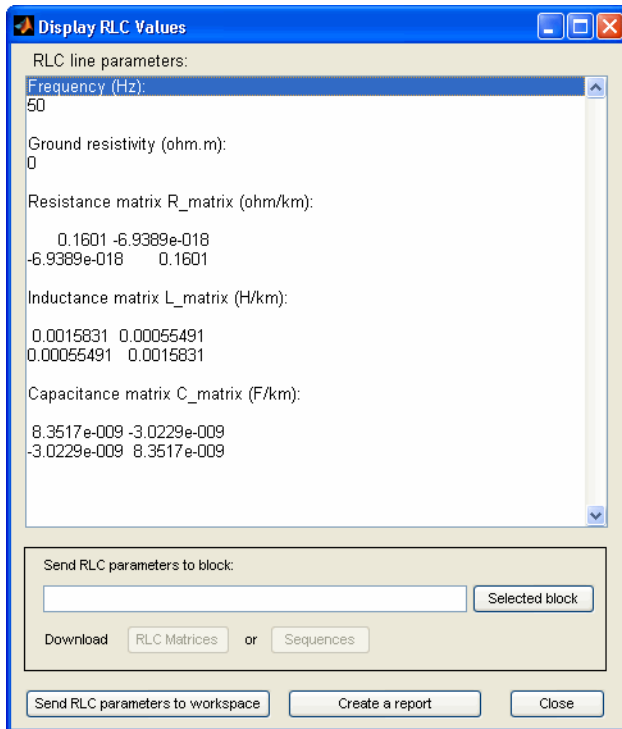 Display RLC Values
RLC line parameters:
Frequency (Hz):
50
Ground resistivity (ohm.m):
0
Resistance matrix R_matrix (ohm/km):
0.1601 -6.9389e-018
-6.9389e-018 0.1601
Inductance matrix L_matrix (H/km):
0.0015831 0.00055491
0.00055491 0.0015831
Capacitance matrix C_matrix (F/km):
8.3517e-009 -3.0229e-009
-3.0229e-009 8.3517e-009
Send RLC parameters to block:
Selected block
Download RLC Matrices or Sequences
Send RLC parameters to workspace Create a report Close